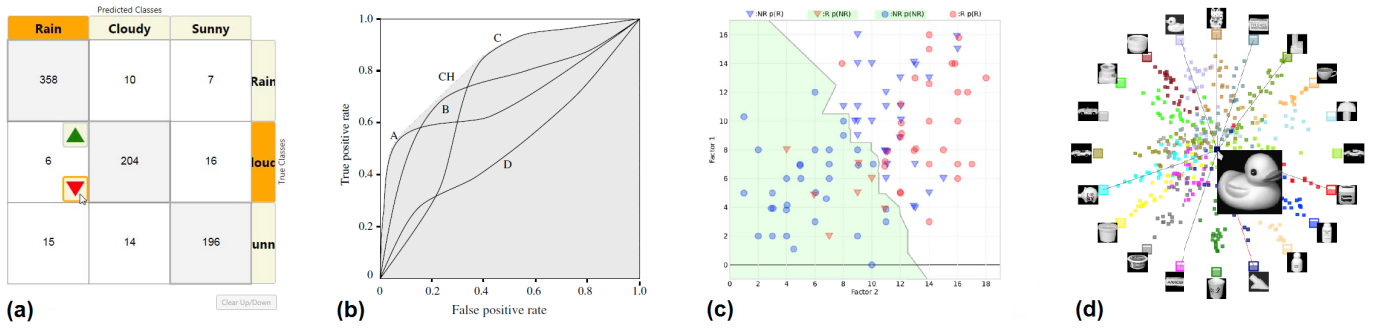 Predicted Classes
Rain Cloudy Sunny
358 10 7 Rain
6 204 16 loud
15 14 196 unn
True Classes
Clear Up/Down
(a)
1.0
0.8
0.6
0.4
0.2
0
True positive rate
C
CH
B
A
D
0.2 0.4 0.6 0.8 1.0
False positive rate
(b)
:NR p(R) :R p(NR) :NR p(NR) :R p(R)
16
14
12
10
8
6
4
2
0
Factor 1
0 2 4 6 8 10 12 14 16 18
Factor 2
(c)
(d)